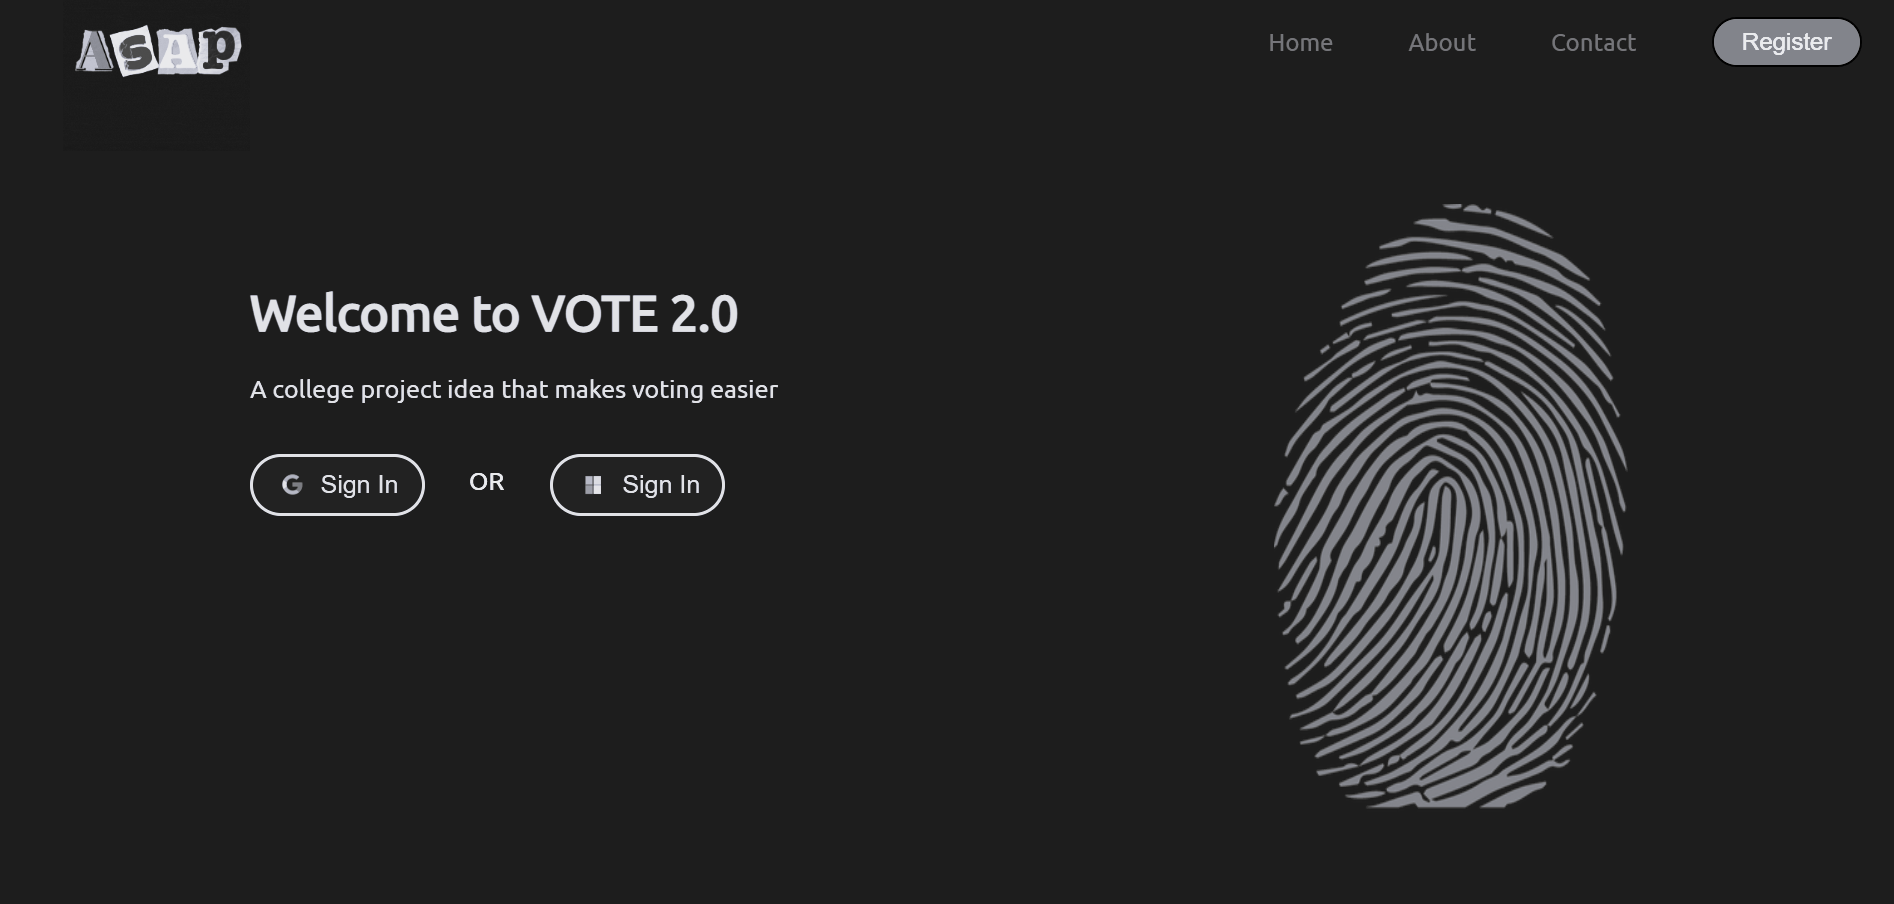 ASAp
Home
About
Contact
Register
Welcome to VOTE 2.0
A college project idea that makes voting easier
G Sign In
OR
Sign In